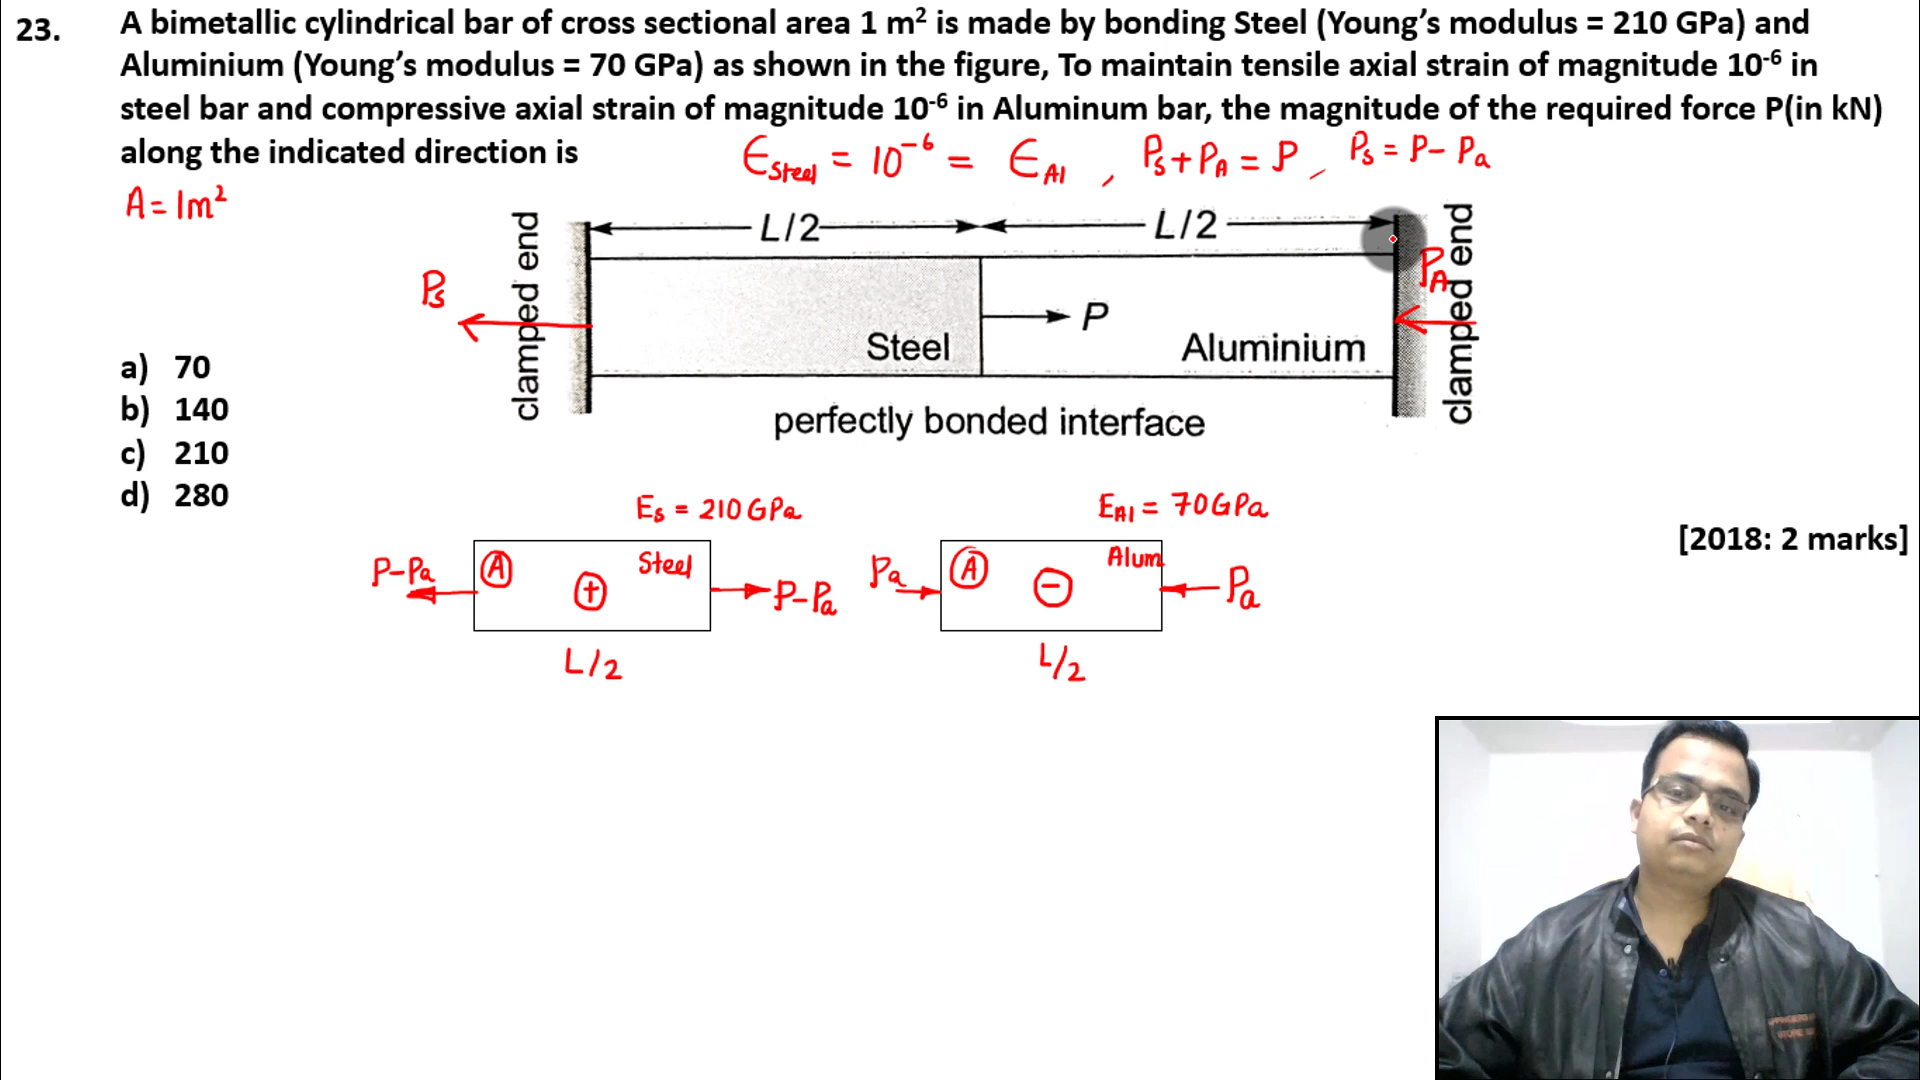 23. A bimetallic cylindrical bar of cross sectional area 1 m² is made by bonding Steel (Young's modulus = 210 GPa) and
Aluminium (Young's modulus = 70 GPa) as shown in the figure, To maintain tensile axial strain of magnitude 10⁻⁶ in
steel bar and compressive axial strain of magnitude 10⁻⁶ in Aluminum bar, the magnitude of the required force P(in kN)
along the indicated direction is
ϵSteel = 10⁻⁶ = ϵAl , Ps+PA = P , Ps = P- Pa
A= 1m²
L/2 L/2
clamped end
clamped end
Ps
PA
P
Steel Aluminium
perfectly bonded interface
a) 70
b) 140
c) 210
d) 280
Es = 210 GPa EAl = 70GPa
[2018: 2 marks]
P-Pa A + Steel P-Pa Pa A - Alum Pa
L/2 L/2